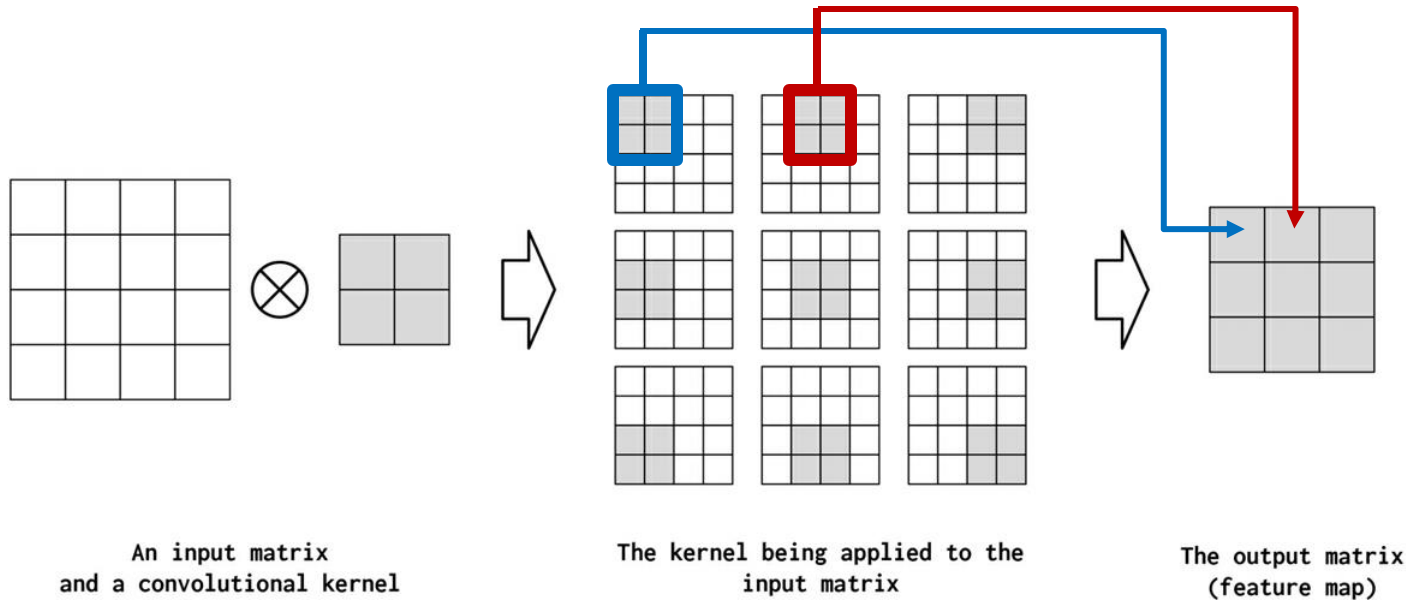 An input matrix
and a convolutional kernel
The kernel being applied to the
input matrix
The output matrix
(feature map)